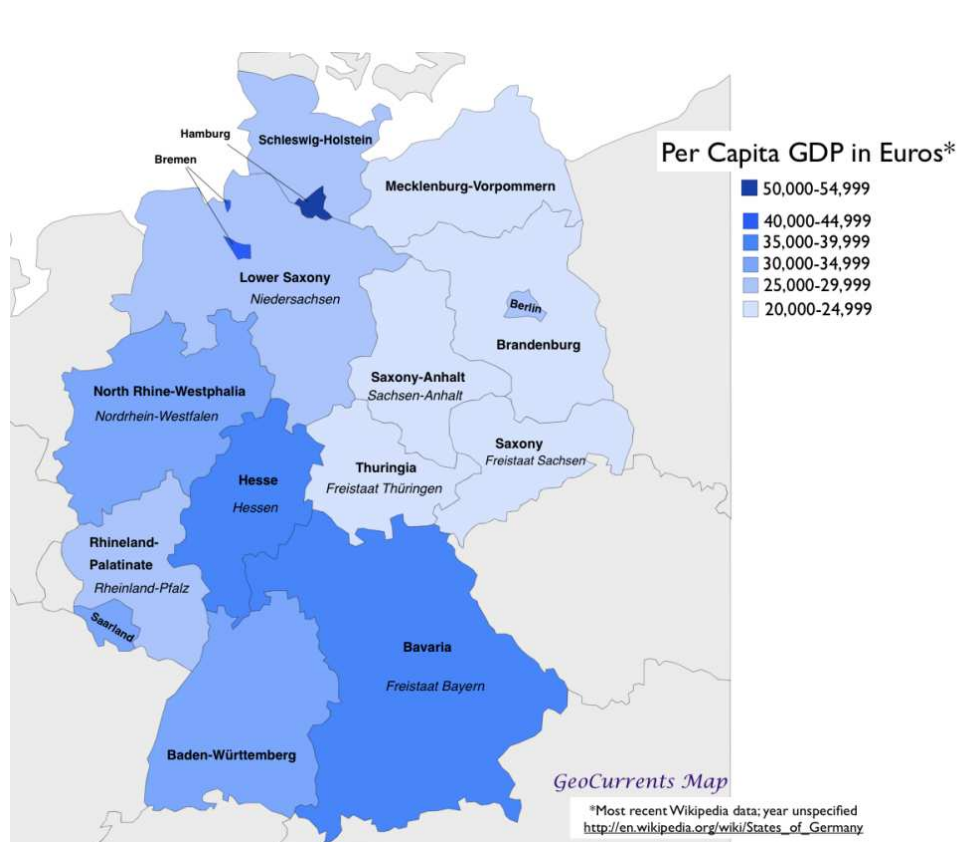 Hamburg
Schleswig-Holstein
Bremen
Mecklenburg-Vorpommern
Lower Saxony
Niedersachsen
Berlin
Brandenburg
Saxony-Anhalt
Sachsen-Anhalt
North Rhine-Westphalia
Nordrhein-Westfalen
Saxony
Freistaat Sachsen
Thuringia
Freistaat Thüringen
Hesse
Hessen
Rhineland-
Palatinate
Rheinland-Pfalz
Saarland
Bavaria
Freistaat Bayern
Baden-Württemberg
Per Capita GDP in Euros*
50,000-54,999
40,000-44,999
35,000-39,999
30,000-34,999
25,000-29,999
20,000-24,999
GeoCurrents Map
*Most recent Wikipedia data; year unspecified
http://en.wikipedia.org/wiki/States_of_Germany